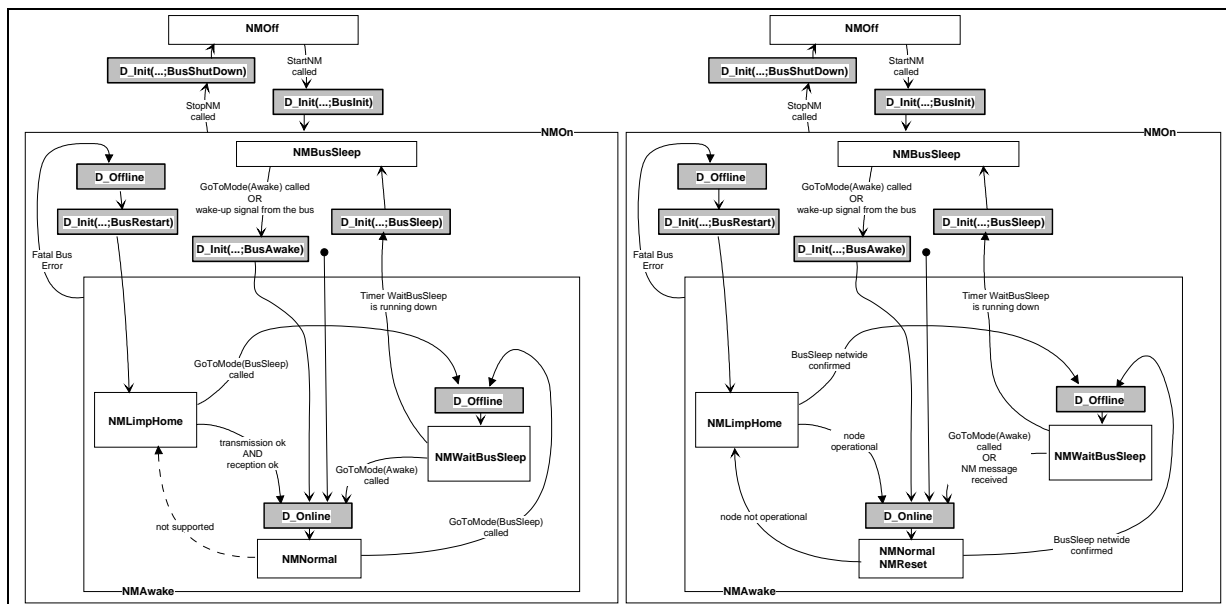 NMOff
StartNM
called
D_Init(...;BusShutDown)
D_Init(...;BusInit)
StopNM
called
NMOn
NMBusSleep
D_Offline
GoToMode(Awake) called
OR
wake-up signal from the bus
D_Init(...;BusRestart)
D_Init(...;BusSleep)
D_Init(...;BusAwake)
Fatal Bus
Error
Timer WaitBusSleep
is running down
GoToMode(BusSleep)
called
D_Offline
NMLimpHome
transmission ok
AND
reception ok
NMWaitBusSleep
GoToMode(Awake)
called
D_Online
not supported
GoToMode(BusSleep)
called
NMNormal
NMAwake
NMOff
StartNM
called
D_Init(...;BusShutDown)
D_Init(...;BusInit)
StopNM
called
NMOn
NMBusSleep
D_Offline
GoToMode(Awake) called
OR
wake-up signal from the bus
D_Init(...;BusRestart)
D_Init(...;BusSleep)
D_Init(...;BusAwake)
Fatal Bus
Error
Timer WaitBusSleep
is running down
BusSleep netwide
confirmed
D_Offline
NMLimpHome
node
operational
GoToMode(Awake)
called
OR
NM message
received
NMWaitBusSleep
D_Online
node not operational
BusSleep netwide
confirmed
NMNormal
NMReset
NMAwake